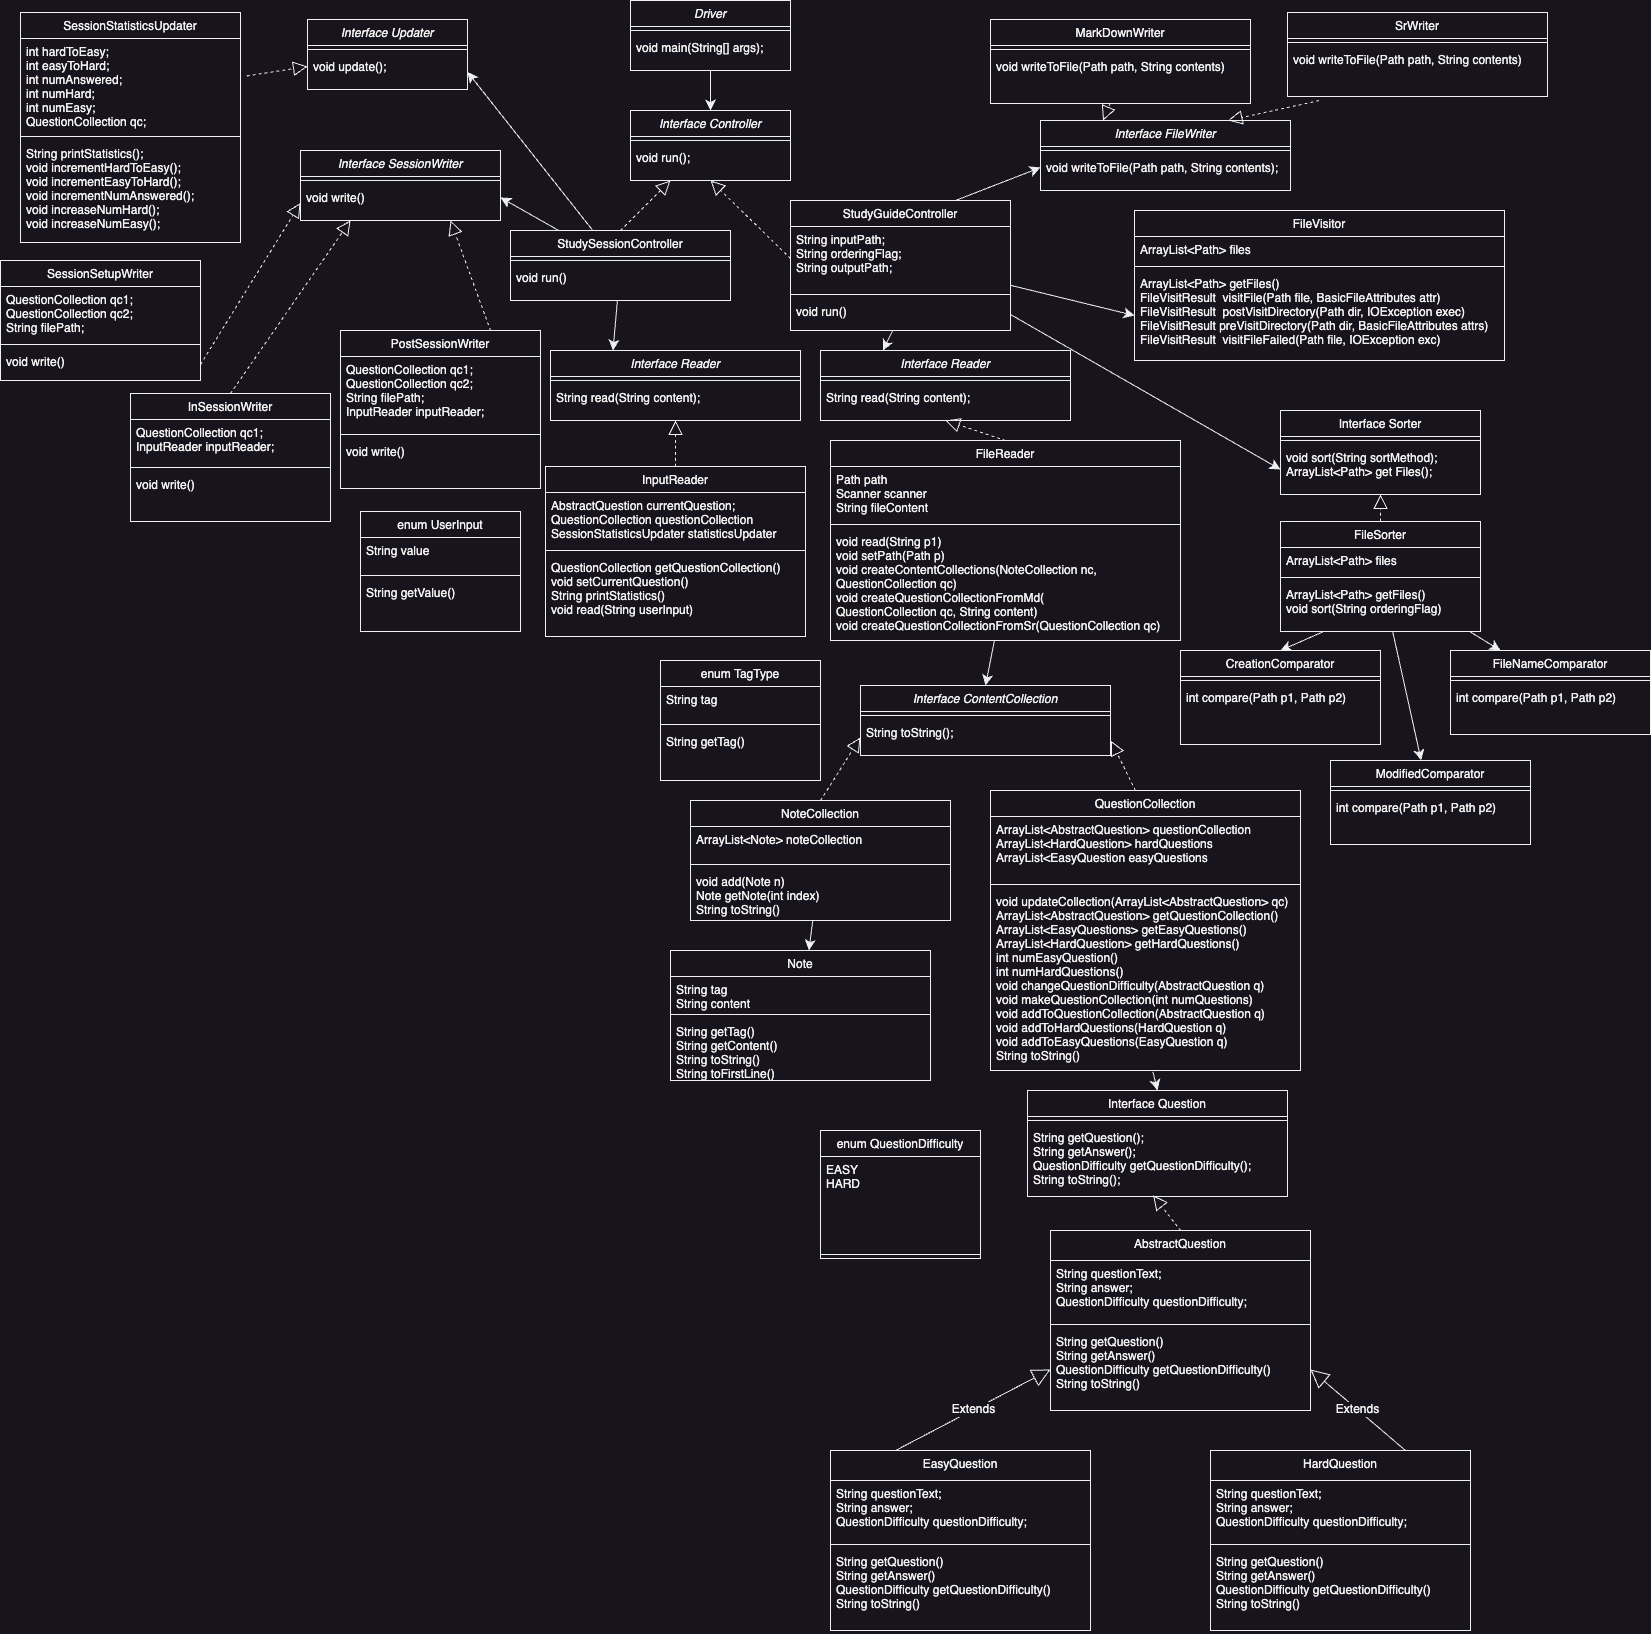 SessionStatisticsUpdater
int hardToEasy;
int easyToHard;
int numAnswered;
int numHard;
int numEasy;
QuestionCollection qc;
String printStatistics();
void incrementHardToEasy();
void incrementEasyToHard();
void incrementNumAnswered();
void increaseNumHard();
void increaseNumEasy();
Interface Updater
void update();
Driver
void main(String[] args);
MarkDownWriter
void writeToFile(Path path, String contents)
SrWriter
void writeToFile(Path path, String contents)
Interface Controller
void run();
Interface FileWriter
void writeToFile(Path path, String contents);
Interface SessionWriter
void write()
StudySessionController
void run()
StudyGuideController
String inputPath;
String orderingFlag;
String outputPath;
void run()
FileVisitor
ArrayList<Path> files
ArrayList<Path> getFiles()
FileVisitResult  visitFile(Path file, BasicFileAttributes attr)
FileVisitResult  postVisitDirectory(Path dir, IOException exec)
FileVisitResult preVisitDirectory(Path dir, BasicFileAttributes attrs)
FileVisitResult  visitFileFailed(Path file, IOException exc)
SessionSetupWriter
QuestionCollection qc1;
QuestionCollection qc2;
String filePath;
void write()
InSessionWriter
QuestionCollection qc1;
InputReader inputReader;
void write()
PostSessionWriter
QuestionCollection qc1;
QuestionCollection qc2;
String filePath;
InputReader inputReader;
void write()
Interface Reader
String read(String content);
Interface Reader
String read(String content);
Interface Sorter
void sort(String sortMethod);
ArrayList<Path> get Files();
enum UserInput
String value
String getValue()
InputReader
AbstractQuestion currentQuestion;
QuestionCollection questionCollection
SessionStatisticsUpdater statisticsUpdater
QuestionCollection getQuestionCollection()
void setCurrentQuestion()
String printStatistics()
void read(String userInput)
FileReader
Path path
Scanner scanner
String fileContent
void read(String p1)
void setPath(Path p)
void createContentCollections(NoteCollection nc,
QuestionCollection qc)
void createQuestionCollectionFromMd(
QuestionCollection qc, String content)
void createQuestionCollectionFromSr(QuestionCollection qc)
FileSorter
ArrayList<Path> files
ArrayList<Path> getFiles()
void sort(String orderingFlag)
CreationComparator
int compare(Path p1, Path p2)
FileNameComparator
int compare(Path p1, Path p2)
ModifiedComparator
int compare(Path p1, Path p2)
enum TagType
String tag
String getTag()
Interface ContentCollection
String toString();
NoteCollection
ArrayList<Note> noteCollection
void add(Note n)
Note getNote(int index)
String toString()
QuestionCollection
ArrayList<AbstractQuestion> questionCollection
ArrayList<HardQuestion> hardQuestions
ArrayList<EasyQuestion easyQuestions
void updateCollection(ArrayList<AbstractQuestion> qc)
ArrayList<AbstractQuestion> getQuestionCollection()
ArrayList<EasyQuestions> getEasyQuestions()
ArrayList<HardQuestion> getHardQuestions()
int numEasyQuestion()
int numHardQuestions()
void changeQuestionDifficulty(AbstractQuestion q)
void makeQuestionCollection(int numQuestions)
void addToQuestionCollection(AbstractQuestion q)
void addToHardQuestions(HardQuestion q)
void addToEasyQuestions(EasyQuestion q)
String toString()
Note
String tag
String content
String getTag()
String getContent()
String toString()
String toFirstLine()
Interface Question
String getQuestion();
String getAnswer();
QuestionDifficulty getQuestionDifficulty();
String toString();
enum QuestionDifficulty
EASY
HARD
AbstractQuestion
String questionText;
String answer;
QuestionDifficulty questionDifficulty;
String getQuestion()
String getAnswer()
QuestionDifficulty getQuestionDifficulty()
String toString()
Extends
Extends
EasyQuestion
String questionText;
String answer;
QuestionDifficulty questionDifficulty;
String getQuestion()
String getAnswer()
QuestionDifficulty getQuestionDifficulty()
String toString()
HardQuestion
String questionText;
String answer;
QuestionDifficulty questionDifficulty;
String getQuestion()
String getAnswer()
QuestionDifficulty getQuestionDifficulty()
String toString()